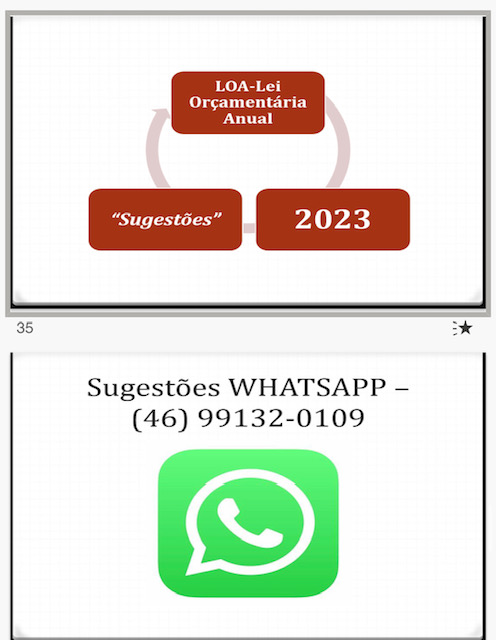 LOA-Lei
Orçamentária
Anual
“Sugestões”
2023
35
Sugestões WHATSAPP –
(46) 99132-0109